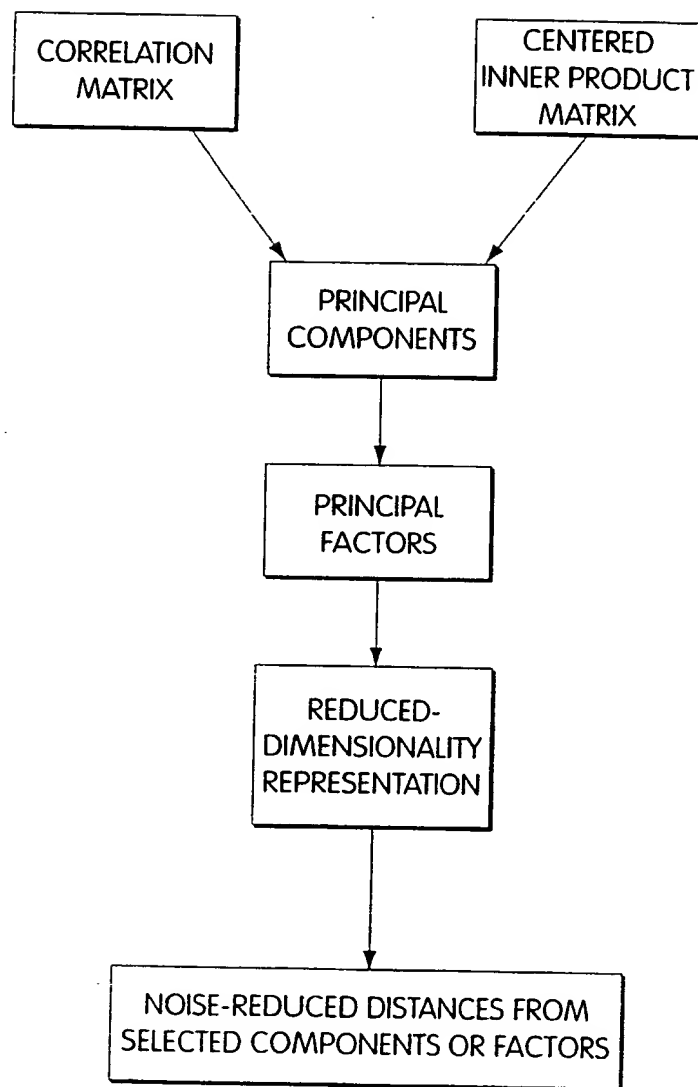 CORRELATION
MATRIX
CENTERED
INNER PRODUCT
MATRIX
PRINCIPAL
COMPONENTS
PRINCIPAL
FACTORS
REDUCED-
DIMENSIONALITY
REPRESENTATION
NOISE-REDUCED DISTANCES FROM
SELECTED COMPONENTS OR FACTORS